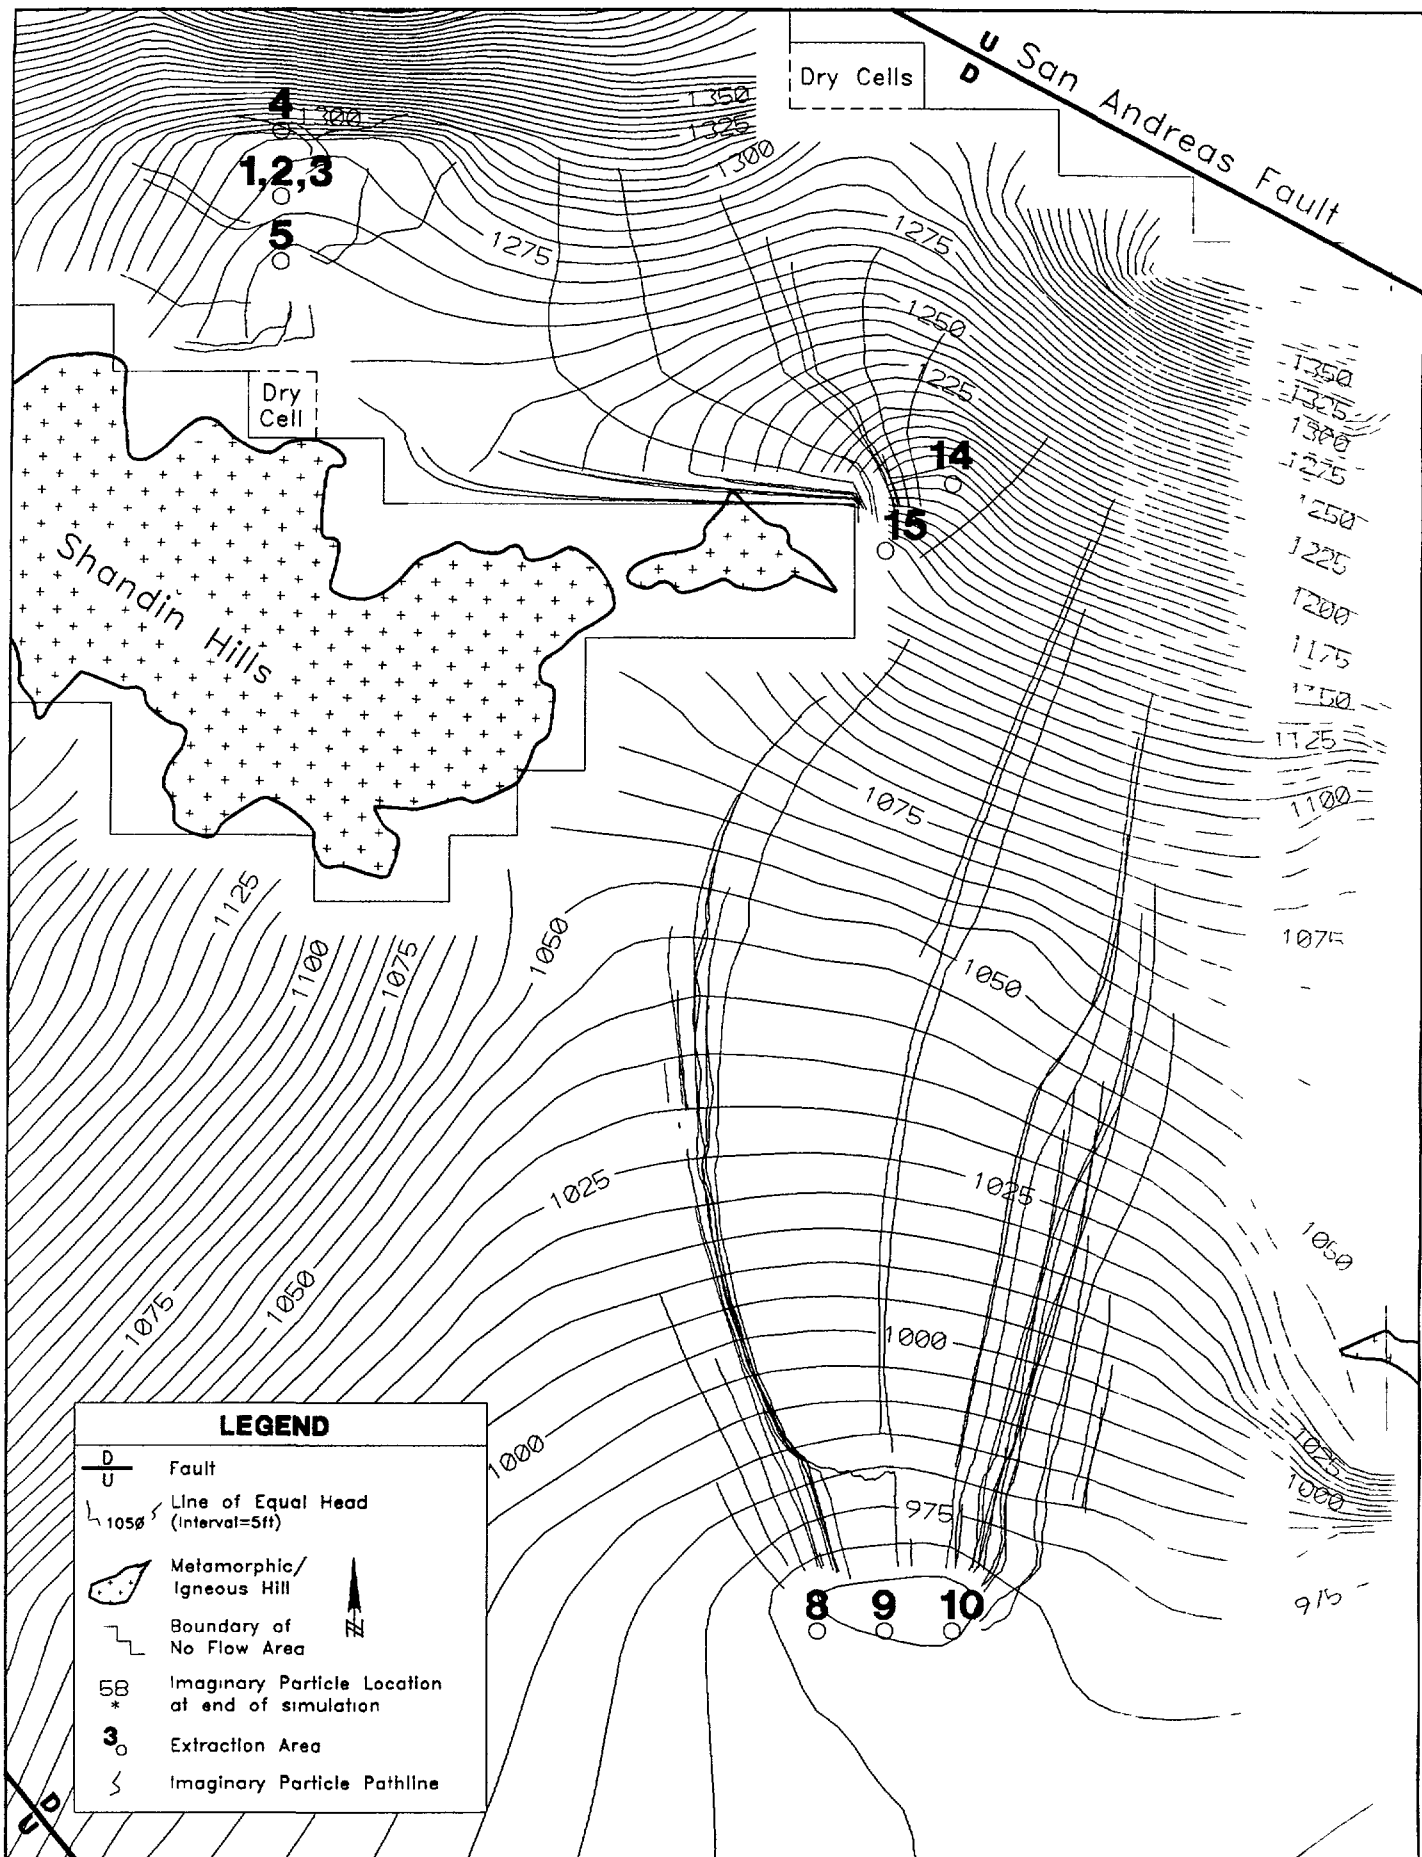 U San Andreas Fault
D
Dry Cells
4
1300
1350
1325
1300
1,2,3
5
1275
1275
1250
1225
1350
1325
1300
1275
1250
1225
1200
1175
1150
1125
1100
1075
Dry
Cell
14
15
Shandin Hills
1075
1125
1100
1075
1050
1050
1025
1025
1050
1075
1050
1000
1000
1025
1000
975
975
8 9 10
LEGEND
D
U
Fault
1050
Line of Equal Head
(Interval=5ft)
Metamorphic/
Igneous Hill
N
Boundary of
No Flow Area
58
*
Imaginary Particle Location
at end of simulation
3
Extraction Area
Imaginary Particle Pathline
D
U